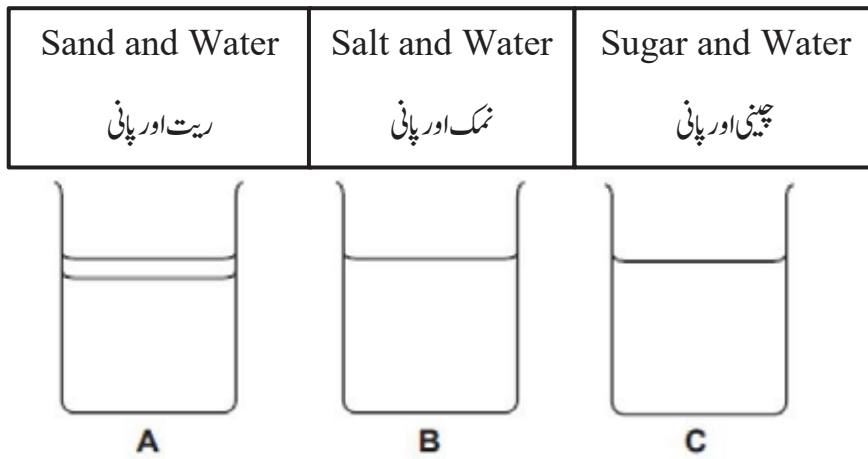 Sand and Water
ریت اور پانی
Salt and Water
نمک اور پانی
Sugar and Water
چینی اور پانی
A
B
C